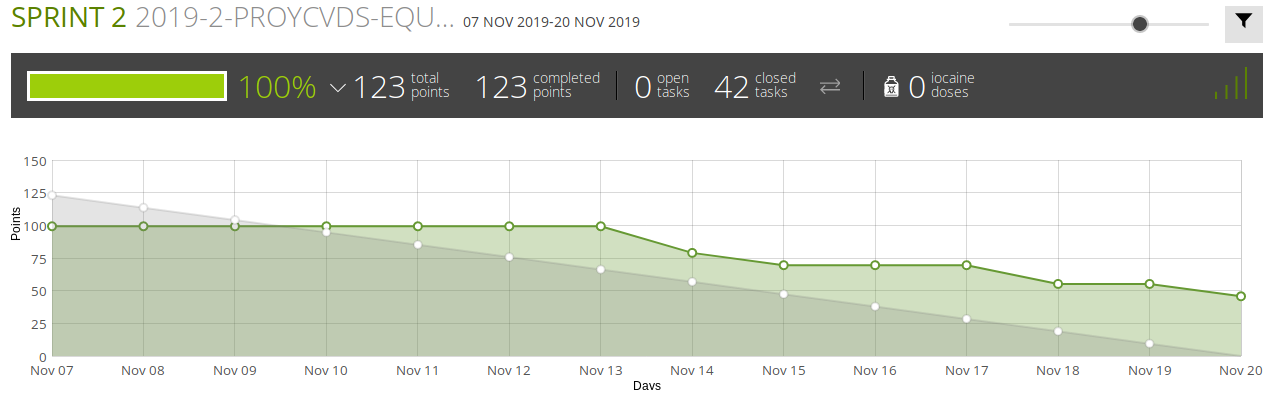 SPRINT 2 2019-2-PROYCVDS-EQU... 07 NOV 2019-20 NOV 2019
100% 123 total points 123 completed points 0 open tasks 42 closed tasks 0 iocaine doses
150
125
100
75
50
25
0
Points
Nov 07 Nov 08 Nov 09 Nov 10 Nov 11 Nov 12 Nov 13 Nov 14 Nov 15 Nov 16 Nov 17 Nov 18 Nov 19 Nov 20
Days